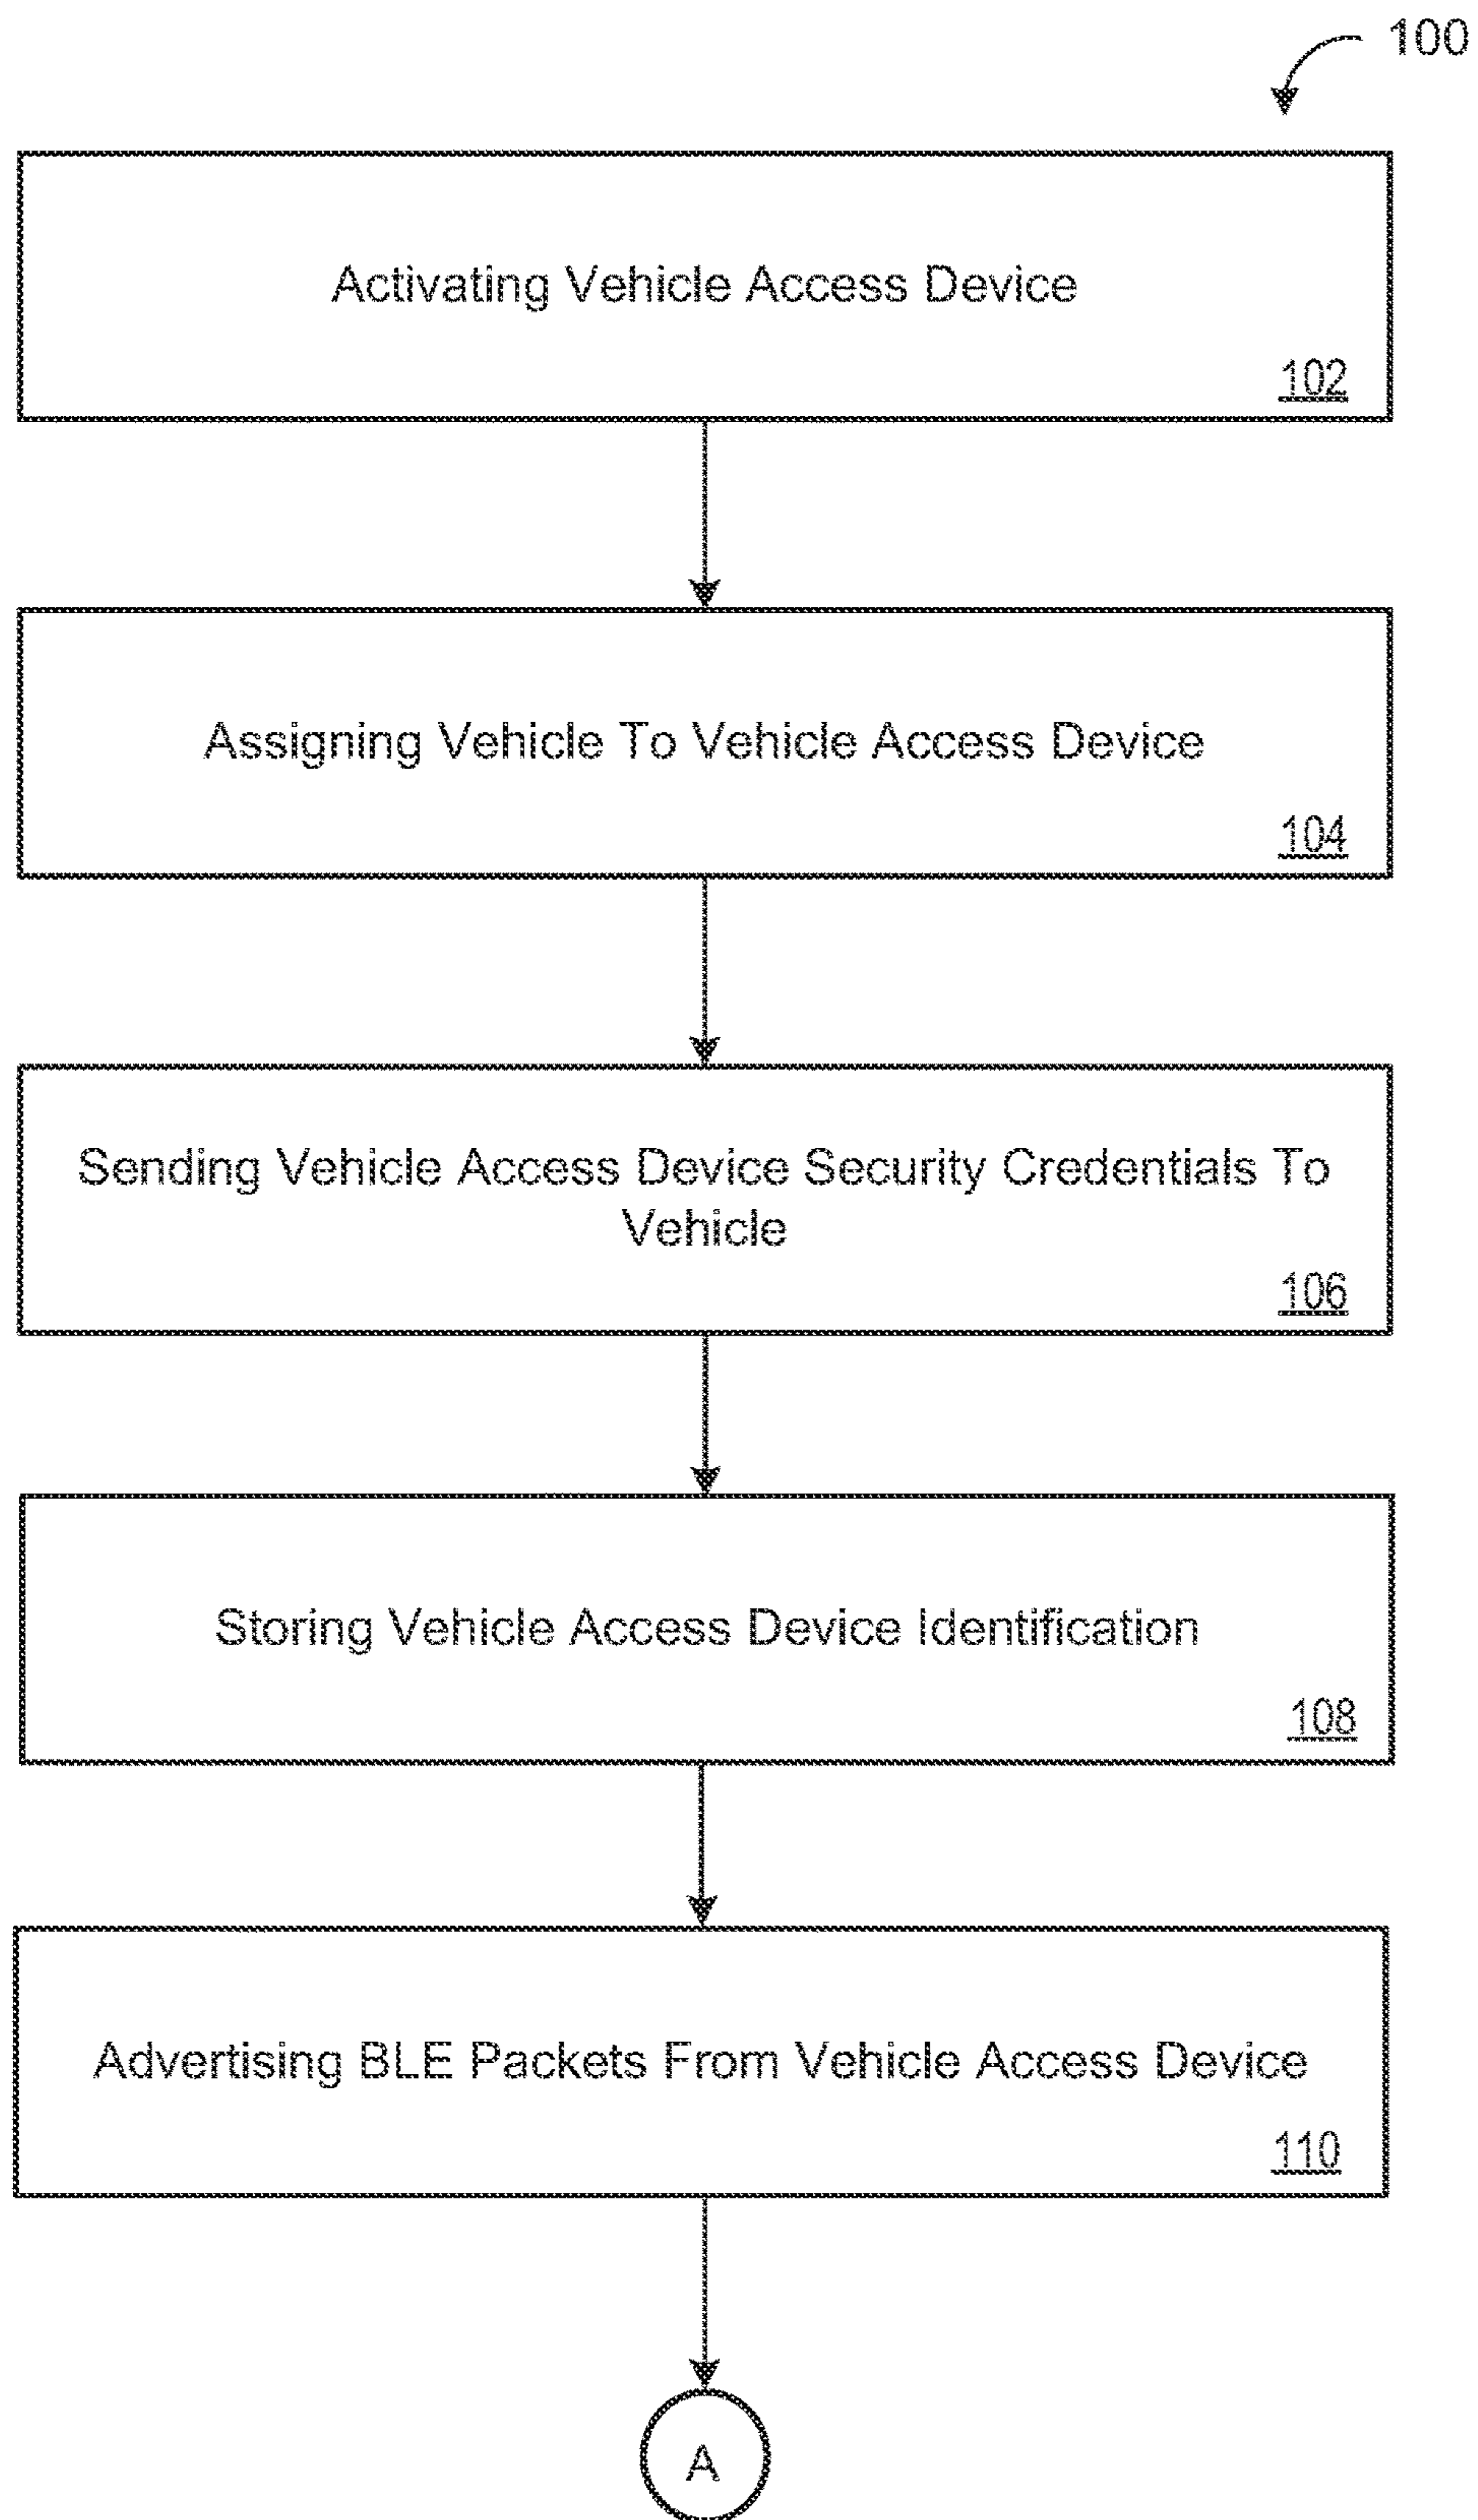 100
Activating Vehicle Access Device
102
Assigning Vehicle To Vehicle Access Device
104
Sending Vehicle Access Device Security Credentials To
Vehicle
106
Storing Vehicle Access Device Identification
108
Advertising BLE Packets From Vehicle Access Device
110
A